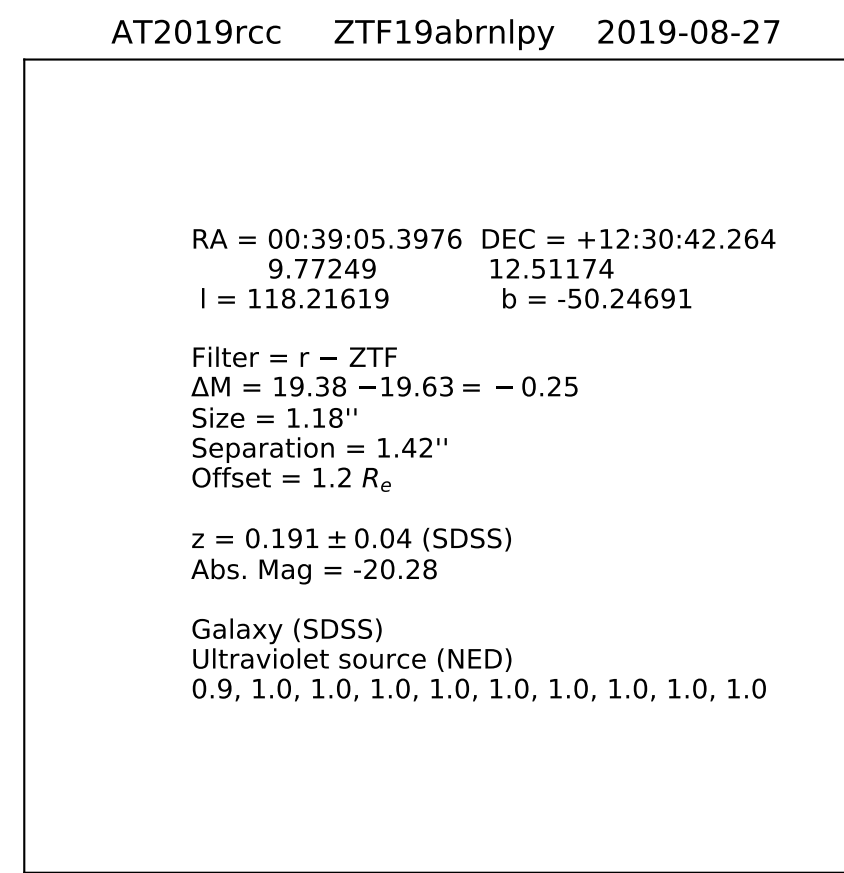 AT2019rcc ZTF19abrnlpy 2019-08-27
RA = 00:39:05.3976 DEC = +12:30:42.264
9.77249 12.51174
l = 118.21619 b = -50.24691
Filter = r − ZTF
ΔM = 19.38 −19.63 = − 0.25
Size = 1.18''
Separation = 1.42''
Offset = 1.2 Re
z = 0.191 ± 0.04 (SDSS)
Abs. Mag = -20.28
Galaxy (SDSS)
Ultraviolet source (NED)
0.9, 1.0, 1.0, 1.0, 1.0, 1.0, 1.0, 1.0, 1.0, 1.0